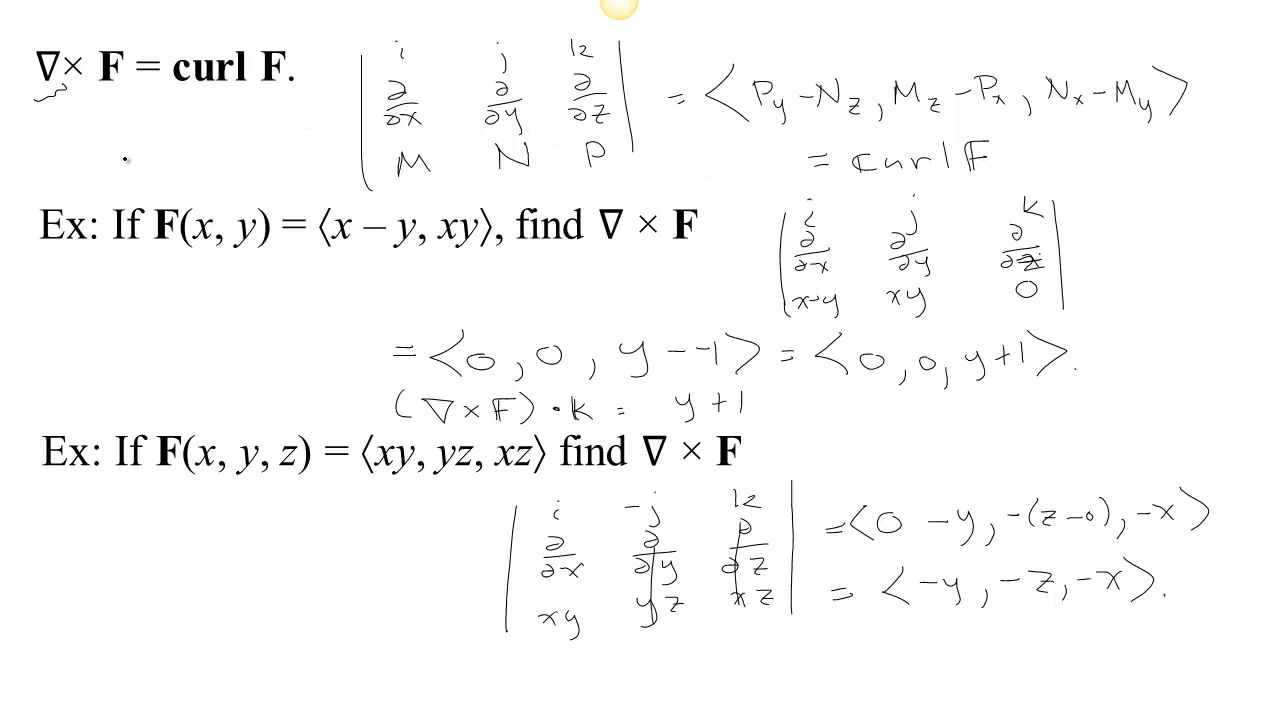 ∇× F = curl F.
| i j k |
| ∂/∂x ∂/∂y ∂/∂z | = ⟨P_y − N_z, M_z − P_x, N_x − M_y⟩
| M N P | = curl F
Ex: If F(x, y) = ⟨x – y, xy⟩, find ∇ × F
| i j k |
| ∂/∂x ∂/∂y ∂/∂z |
| x-y xy 0 |
= ⟨0, 0, y − −1⟩ = ⟨0, 0, y+1⟩.
(∇ × F) · k = y + 1
Ex: If F(x, y, z) = ⟨xy, yz, xz⟩ find ∇ × F
| i −j k |
| ∂/∂x ∂/∂y ∂/∂z | = ⟨0 − y, −(z − 0), −x⟩
| xy yz xz | = ⟨−y, −z, −x⟩.